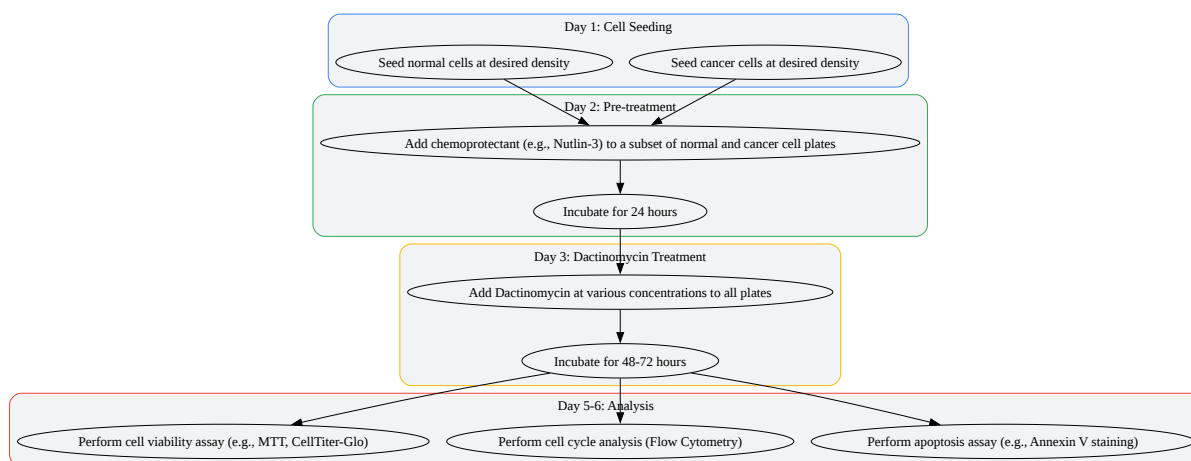 Day 1: Cell Seeding
Seed normal cells at desired density
Seed cancer cells at desired density
Day 2: Pre-treatment
Add chemoprotectant (e.g., Nutlin-3) to a subset of normal and cancer cell plates
Incubate for 24 hours
Day 3: Dactinomycin Treatment
Add Dactinomycin at various concentrations to all plates
Incubate for 48-72 hours
Day 5-6: Analysis
Perform cell viability assay (e.g., MTT, CellTiter-Glo)
Perform cell cycle analysis (Flow Cytometry)
Perform apoptosis assay (e.g., Annexin V staining)